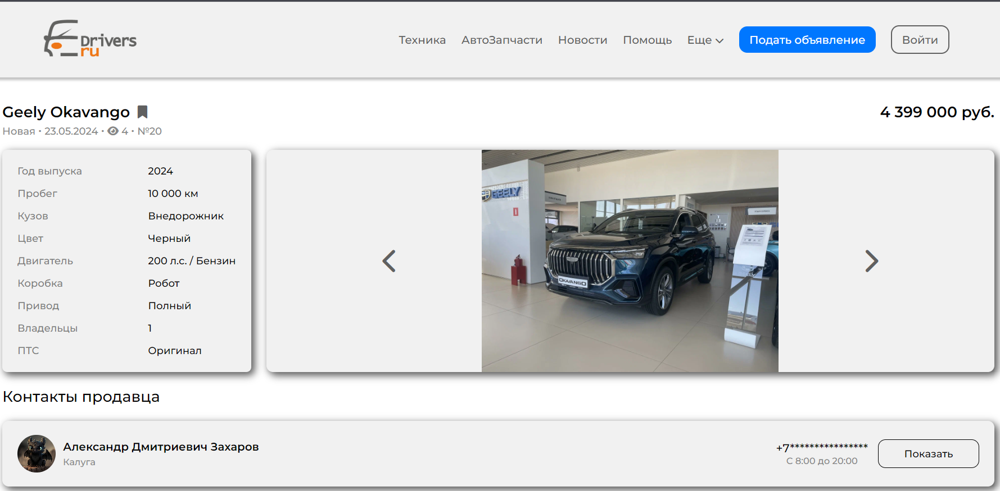 Drivers
ru
Техника АвтоЗапчасти Новости Помощь Еще Подать объявление Войти
Geely Okavango
4 399 000 руб.
Новая • 23.05.2024 • 4 • №20
Год выпуска 2024
Пробег 10 000 км
Кузов Внедорожник
Цвет Черный
Двигатель 200 л.с. / Бензин
Коробка Робот
Привод Полный
Владельцы 1
ПТС Оригинал
GEELY
OKAVANGO
Контакты продавца
Александр Дмитриевич Захаров
Калуга
+7****************
С 8:00 до 20:00
Показать